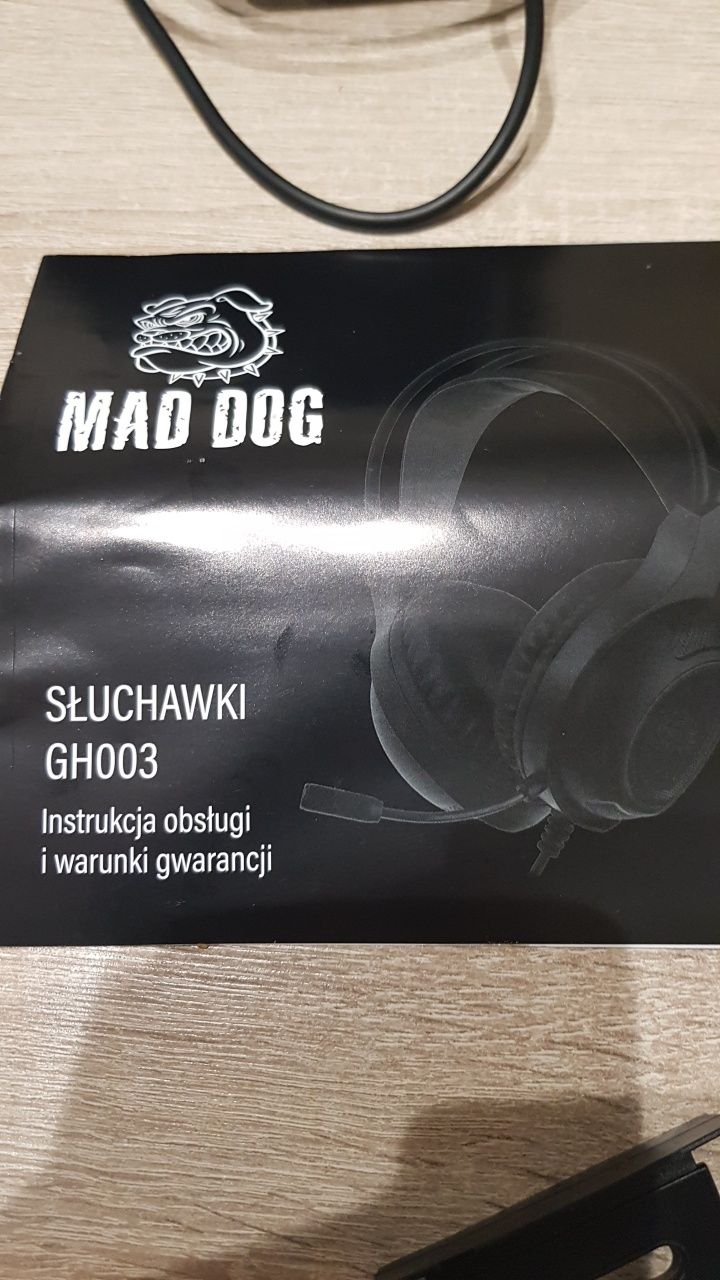 MAD DOG
SŁUCHAWKI
GH003
Instrukcja obsługi
i warunki gwarancji